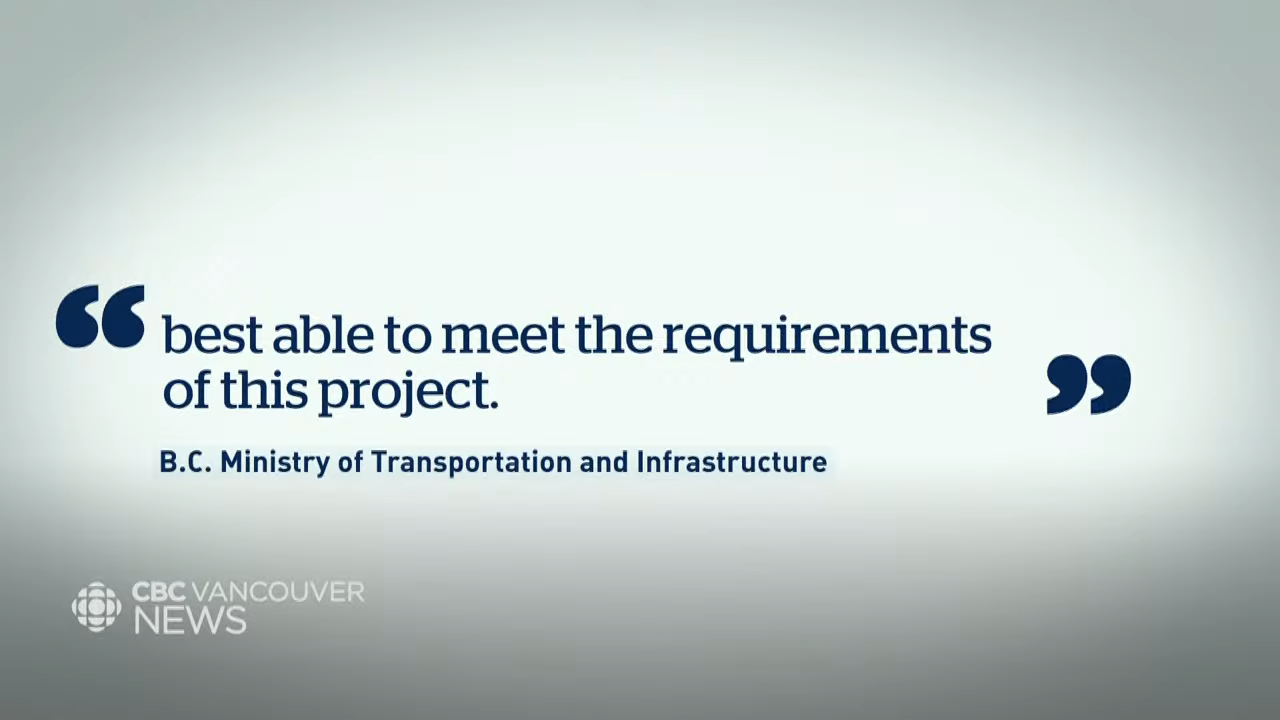 “best able to meet the requirements
of this project.”
B.C. Ministry of Transportation and Infrastructure
CBC VANCOUVER
NEWS